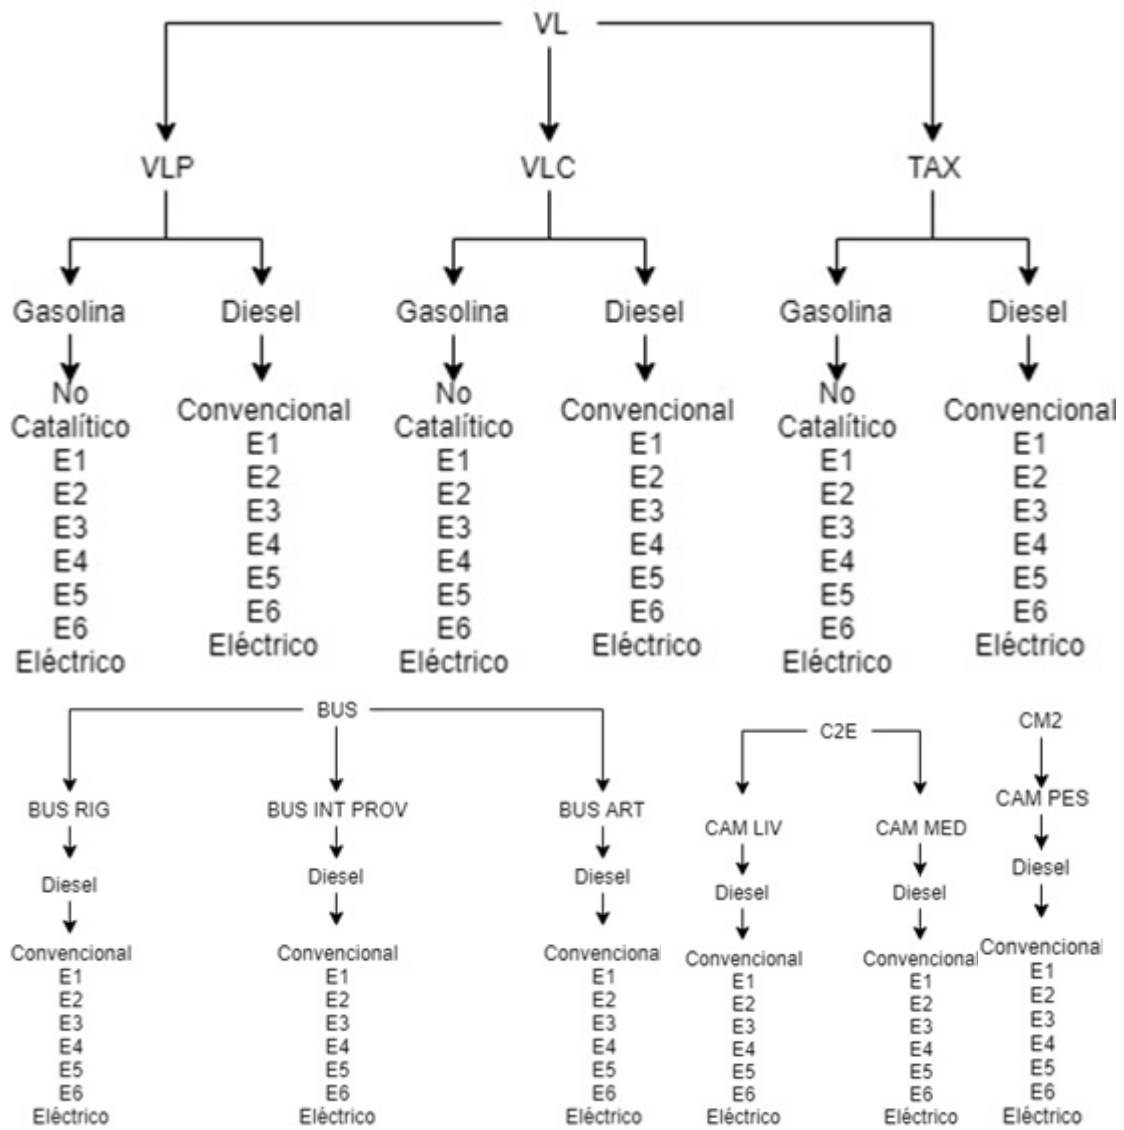 VL
VLP
VLC
TAX
Gasolina
Diesel
Gasolina
Diesel
Gasolina
Diesel
No
Catalítico
E1
E2
E3
E4
E5
E6
Eléctrico
Convencional
E1
E2
E3
E4
E5
E6
Eléctrico
No
Catalítico
E1
E2
E3
E4
E5
E6
Eléctrico
Convencional
E1
E2
E3
E4
E5
E6
Eléctrico
No
Catalítico
E1
E2
E3
E4
E5
E6
Eléctrico
Convencional
E1
E2
E3
E4
E5
E6
Eléctrico
BUS
BUS RIG
BUS INT PROV
BUS ART
Diesel
Diesel
Diesel
Convencional
E1
E2
E3
E4
E5
E6
Eléctrico
Convencional
E1
E2
E3
E4
E5
E6
Eléctrico
Convencional
E1
E2
E3
E4
E5
E6
Eléctrico
C2E
CAM LIV
CAM MED
Diesel
Diesel
Convencional
E1
E2
E3
E4
E5
E6
Eléctrico
Convencional
E1
E2
E3
E4
E5
E6
Eléctrico
CM2
CAM PES
Diesel
Convencional
E1
E2
E3
E4
E5
E6
Eléctrico